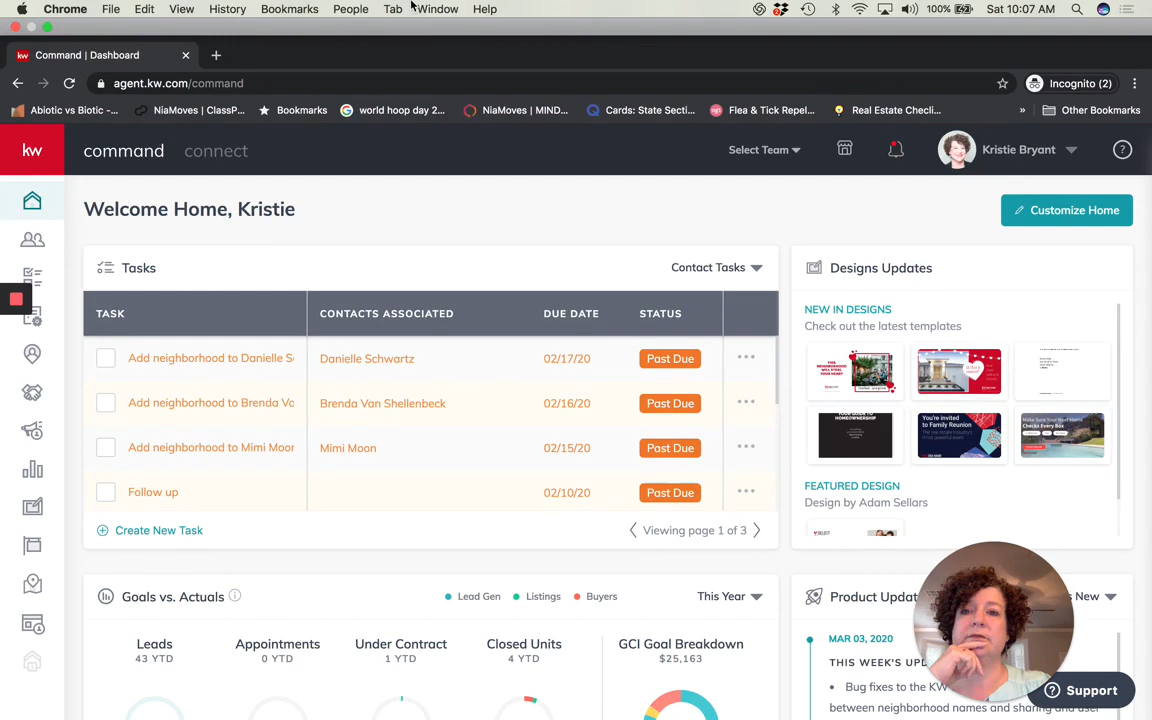 Chrome File Edit View History Bookmarks People Tab Window Help 100% Sat 10:07 AM
kw Command | Dashboard
agent.kw.com/command Incognito (2)
Abiotic vs Biotic -... NiaMoves | ClassP... Bookmarks world hoop day 2... NiaMoves | MIND... Cards: State Secti... Flea & Tick Repel... Real Estate Checli... » Other Bookmarks
kw command connect Select Team Kristie Bryant
Welcome Home, Kristie
Customize Home
Tasks Contact Tasks
TASK CONTACTS ASSOCIATED DUE DATE STATUS
Add neighborhood to Danielle Sc Danielle Schwartz 02/17/20 Past Due
Add neighborhood to Brenda Va Brenda Van Shellenbeck 02/16/20 Past Due
Add neighborhood to Mimi Moor Mimi Moon 02/15/20 Past Due
Follow up 02/10/20 Past Due
Create New Task Viewing page 1 of 3
Designs Updates
NEW IN DESIGNS
Check out the latest templates
You're invited
to Family Reunion
FEATURED DESIGN
Design by Adam Sellars
Goals vs. Actuals Lead Gen Listings Buyers This Year
Leads Appointments Under Contract Closed Units GCI Goal Breakdown
43 YTD 0 YTD 1 YTD 4 YTD $25,163
Product Updat s New
MAR 03, 2020
THIS WEEK'S UPD
Bug fixes to the KW
between neighborhood names and sharing and user
Support